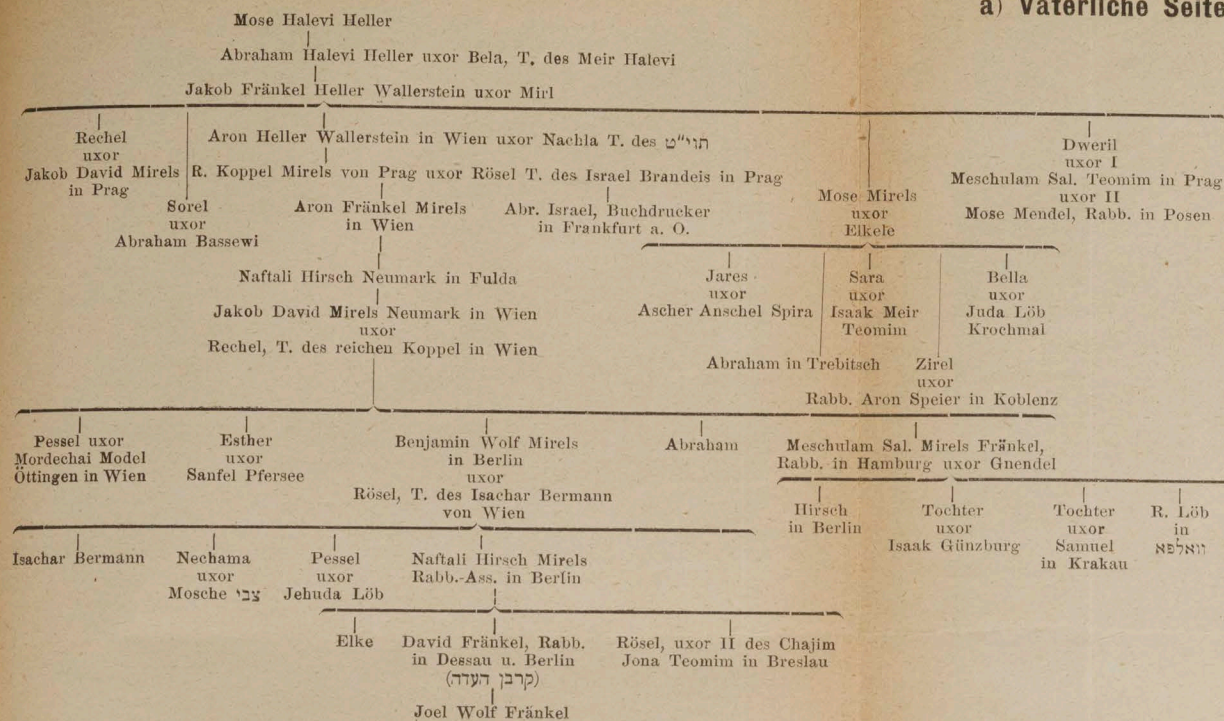 a) Väterliche Seite
Mose Halevi Heller
Abraham Halevi Heller uxor Bela, T. des Meir Halevi
Jakob Fränkel Heller Wallerstein uxor Mirl
Rechel
uxor
Jakob David Mirels
in Prag
Sorel
uxor
Abraham Bassewi
Aron Heller Wallerstein in Wien uxor Nachla T. des תוי"ט
R. Koppel Mirels von Prag uxor Rösel T. des Israel Brandeis in Prag
Aron Fränkel Mirels
in Wien
Abr. Israel, Buchdrucker
in Frankfurt a. O.
Mose Mirels
uxor
Elkele
Dweril
uxor I
Meschulam Sal. Teomim in Prag
uxor II
Mose Mendel, Rabb. in Posen
Naftali Hirsch Neumark in Fulda
Jakob David Mirels Neumark in Wien
uxor
Rechel, T. des reichen Koppel in Wien
Jares
uxor
Ascher Anschel Spira
Abraham in Trebitsch
Sara
uxor
Isaak Meir
Teomim
Zirel
uxor
Rabb. Aron Speier in Koblenz
Bella
uxor
Juda Löb
Krochmal
Pessel uxor
Mordechai Model
Öttingen in Wien
Esther
uxor
Sanfel Pfersee
Benjamin Wolf Mirels
in Berlin
uxor
Rösel, T. des Isachar Bermann
von Wien
Abraham
Meschulam Sal. Mirels Fränkel,
Rabb. in Hamburg uxor Gnendel
Hirsch
in Berlin
Tochter
uxor
Isaak Günzburg
Tochter
uxor
Samuel
in Krakau
R. Löb
in
וואלפא
Isachar Bermann
Nechama
uxor
Mosche צבי
Pessel
uxor
Jehuda Löb
Naftali Hirsch Mirels
Rabb.-Ass. in Berlin
Elke
David Fränkel, Rabb.
in Dessau u. Berlin
(קרבן העדה)
Rösel, uxor II des Chajim
Jona Teomim in Breslau
Joel Wolf Fränkel